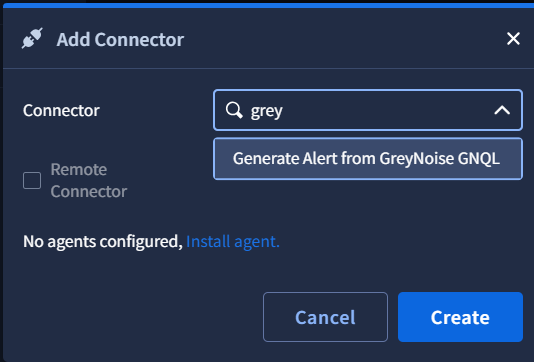 Add Connector
Connector
grey
Generate Alert from GreyNoise GNQL
Remote
Connector
No agents configured, Install agent.
Cancel
Create